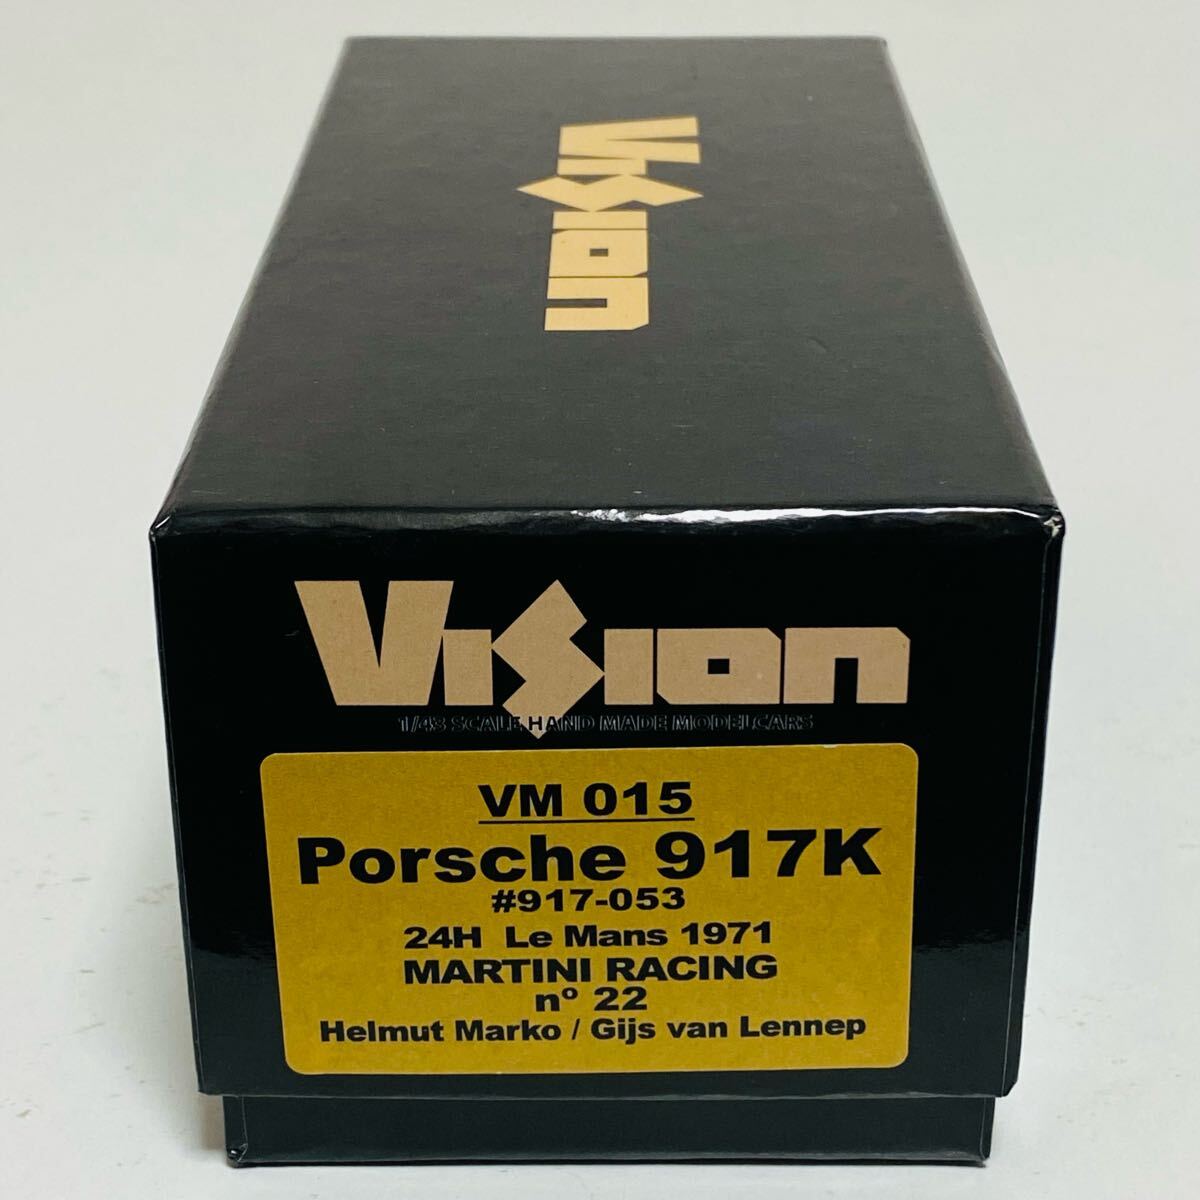 Vision
Vision
1/43 SCALE HAND MADE MODELCARS
VM 015
Porsche 917K
#917-053
24H Le Mans 1971
MARTINI RACING
nº 22
Helmut Marko / Gijs van Lennep